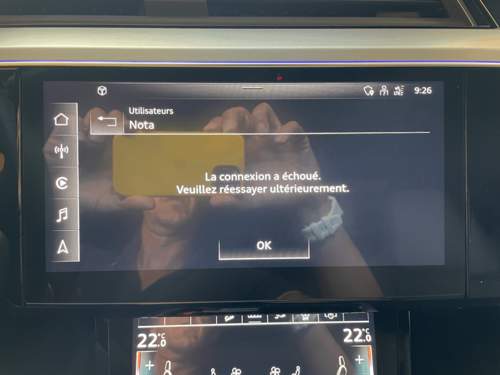 9:26
Utilisateurs
Nota
La connexion a échoué.
Veuillez réessayer ultérieurement.
OK
22°C
22°C